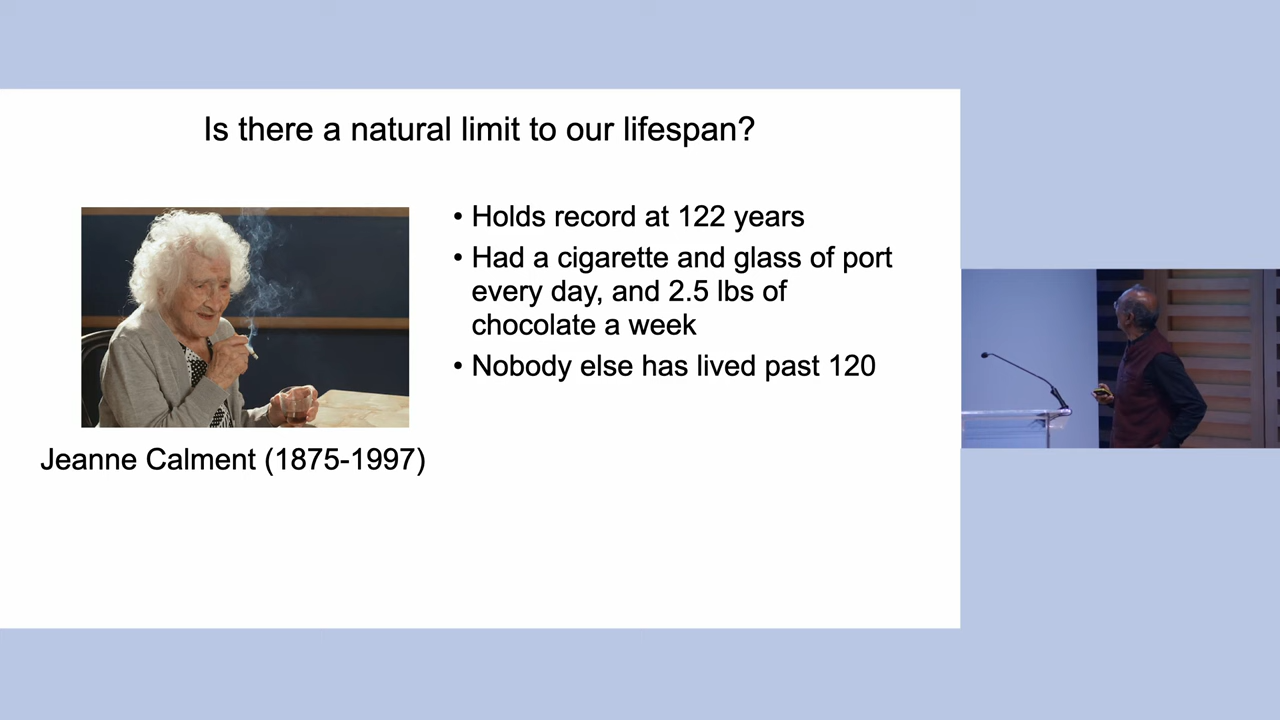 Is there a natural limit to our lifespan?
• Holds record at 122 years
• Had a cigarette and glass of port
every day, and 2.5 lbs of
chocolate a week
• Nobody else has lived past 120
Jeanne Calment (1875-1997)